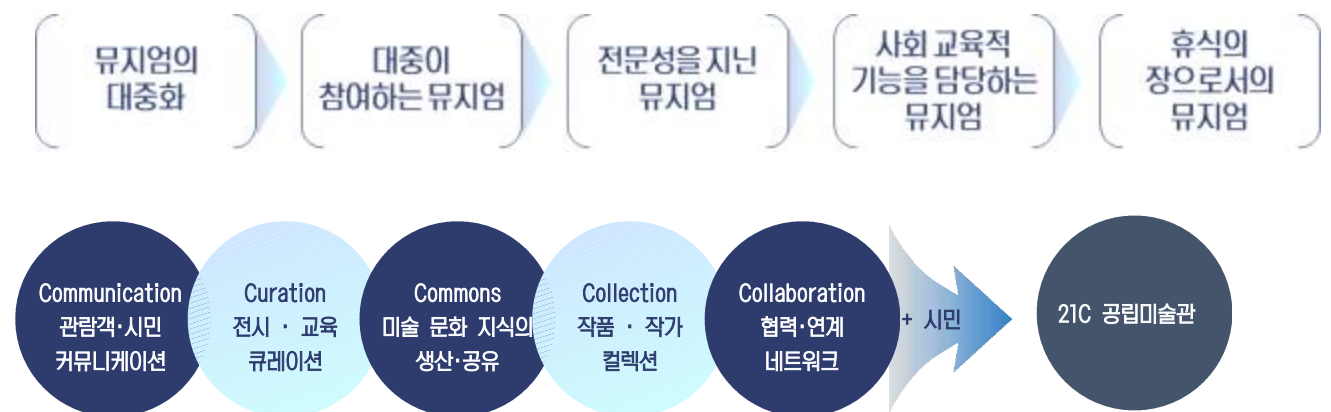 뮤지엄의
대중화
대중이
참여하는 뮤지엄
전문성을 지닌
뮤지엄
사회 교육적
기능을 담당하는
뮤지엄
휴식의
장으로서의
뮤지엄
Communication
관람객·시민
커뮤니케이션
Curation
전시 · 교육
큐레이션
Commons
미술 문화 지식의
생산·공유
Collection
작품 · 작가
컬렉션
Collaboration
협력·연계
네트워크
+ 시민
21C 공립미술관